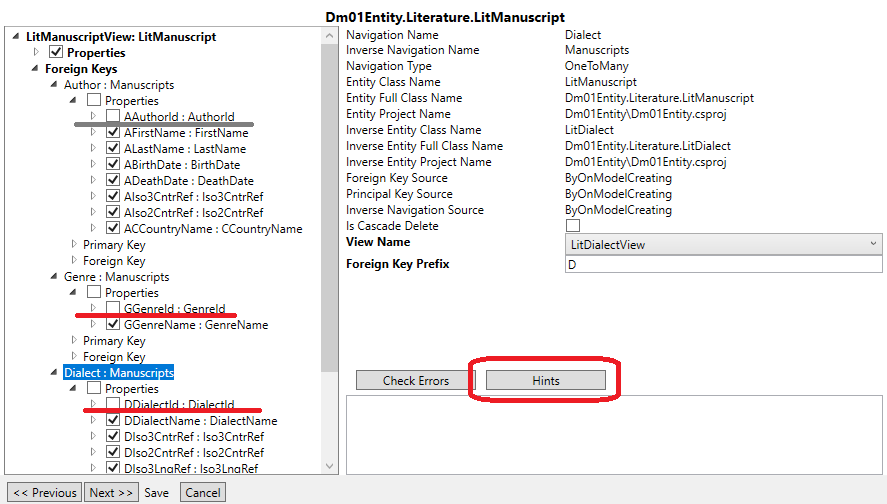 Dm01Entity.Literature.LitManuscript
LitManuscriptView: LitManuscript
Properties
Foreign Keys
Author : Manuscripts
Properties
AAuthorId : AuthorId
AFirstName : FirstName
ALastName : LastName
ABirthDate : BirthDate
ADeathDate : DeathDate
AIso3CntrRef : Iso3CntrRef
AIso2CntrRef : Iso2CntrRef
ACCountryName : CCountryName
Primary Key
Foreign Key
Genre : Manuscripts
Properties
GGenreId : GenreId
GGenreName : GenreName
Primary Key
Foreign Key
Dialect : Manuscripts
Properties
DDialectId : DialectId
DDialectName : DialectName
DIso3CntrRef : Iso3CntrRef
DIso2CntrRef : Iso2CntrRef
DIso3LngRef : Iso3LngRef
Navigation Name Dialect
Inverse Navigation Name Manuscripts
Navigation Type OneToMany
Entity Class Name LitManuscript
Entity Full Class Name Dm01Entity.Literature.LitManuscript
Entity Project Name Dm01Entity\Dm01Entity.csproj
Inverse Entity Class Name LitDialect
Inverse Entity Full Class Name Dm01Entity.Literature.LitDialect
Inverse Entity Project Name Dm01Entity\Dm01Entity.csproj
Foreign Key Source ByOnModelCreating
Principal Key Source ByOnModelCreating
Inverse Navigation Source ByOnModelCreating
Is Cascade Delete
View Name LitDialectView
Foreign Key Prefix D
Check Errors Hints
<< Previous Next >> Save Cancel